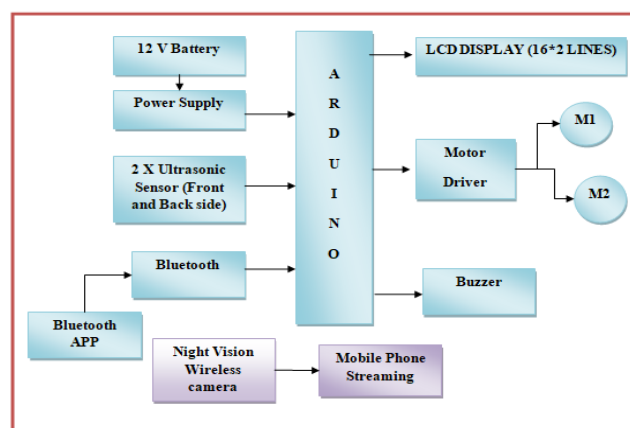 12 V Battery
Power Supply
2 X Ultrasonic
Sensor (Front
and Back side)
Bluetooth
Bluetooth
APP
A
R
D
U
I
N
O
LCD DISPLAY (16*2 LINES)
Motor
Driver
M1
M2
Buzzer
Night Vision
Wireless
camera
Mobile Phone
Streaming